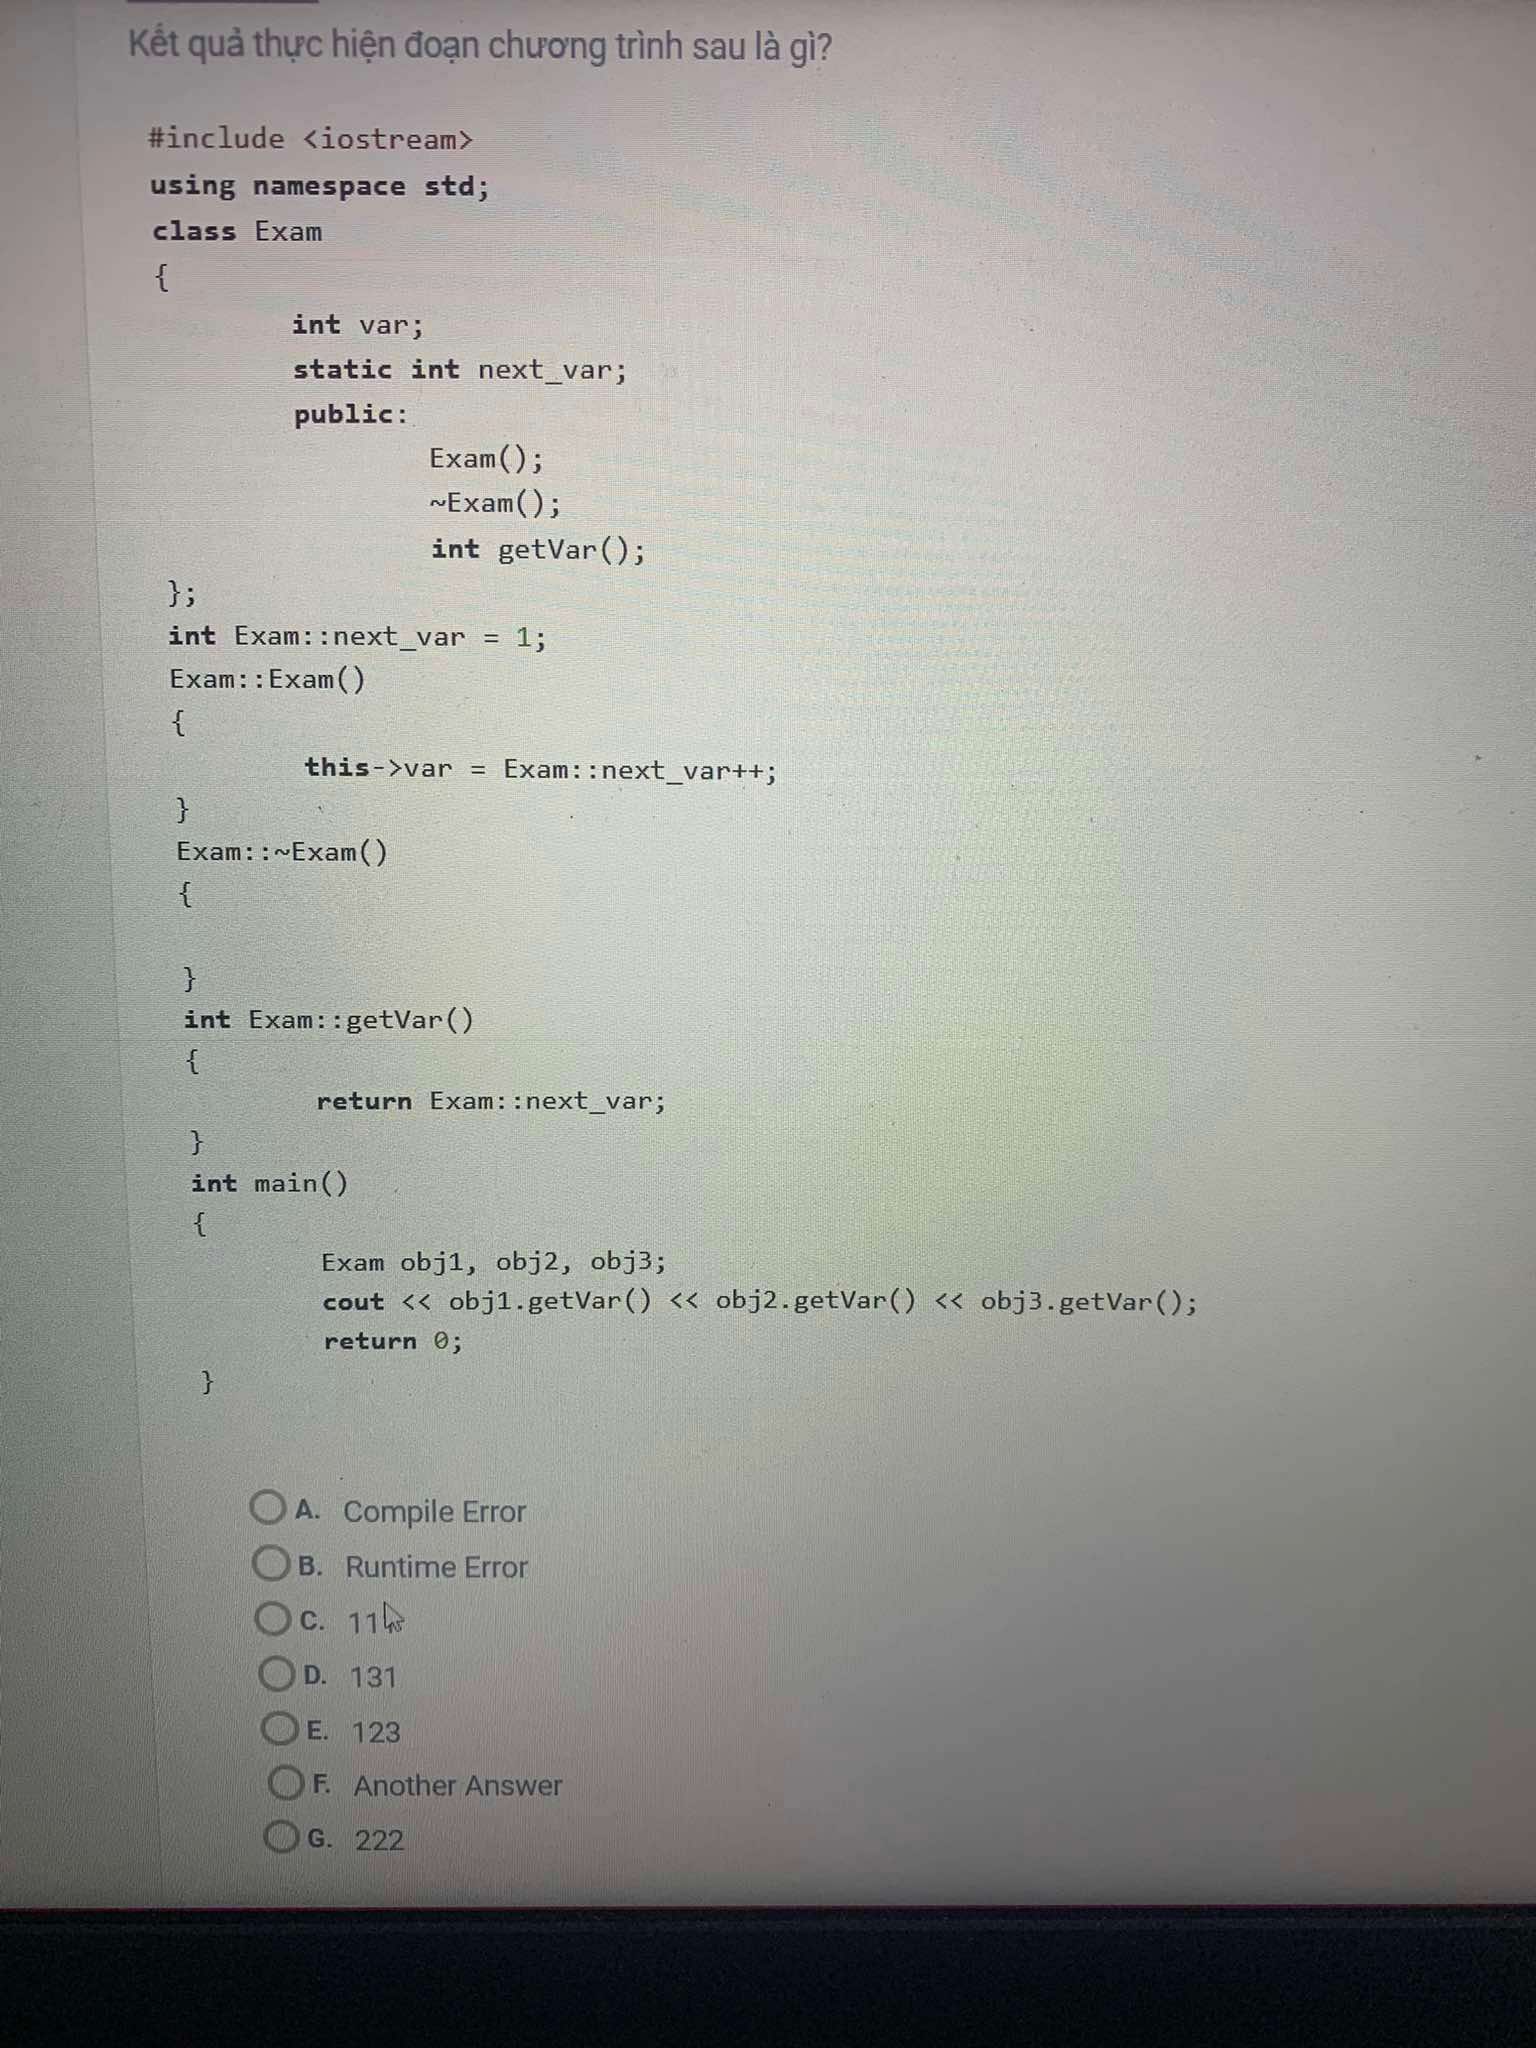 Kết quả thực hiện đoạn chương trình sau là gì?
#include <iostream>
using namespace std;
class Exam
{
int var;
static int next_var;
public:
Exam();
~Exam();
int getVar();
};
int Exam::next_var = 1;
Exam::Exam()
{
this->var = Exam::next_var++;
}
Exam::~Exam()
{
}
int Exam::getVar()
{
return Exam::next_var;
}
int main()
{
Exam obj1, obj2, obj3;
cout << obj1.getVar() << obj2.getVar() << obj3.getVar();
return 0;
}
A. Compile Error
B. Runtime Error
C. 11
D. 131
E. 123
F. Another Answer
G. 222